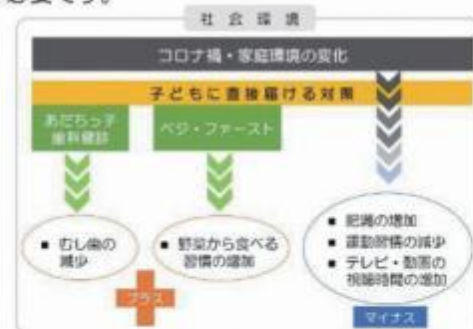 必要です。
社会環境
コロナ禍・家庭環境の変化
子どもに直接届ける対策
あだちっ子
歯科健診
ベジ・ファースト
■ むし歯の
減少
■ 野菜から食べる
習慣の増加
■ 肥満の増加
■ 運動習慣の減少
■ テレビ・動画の
視聴時間の増加
プラス
マイナス